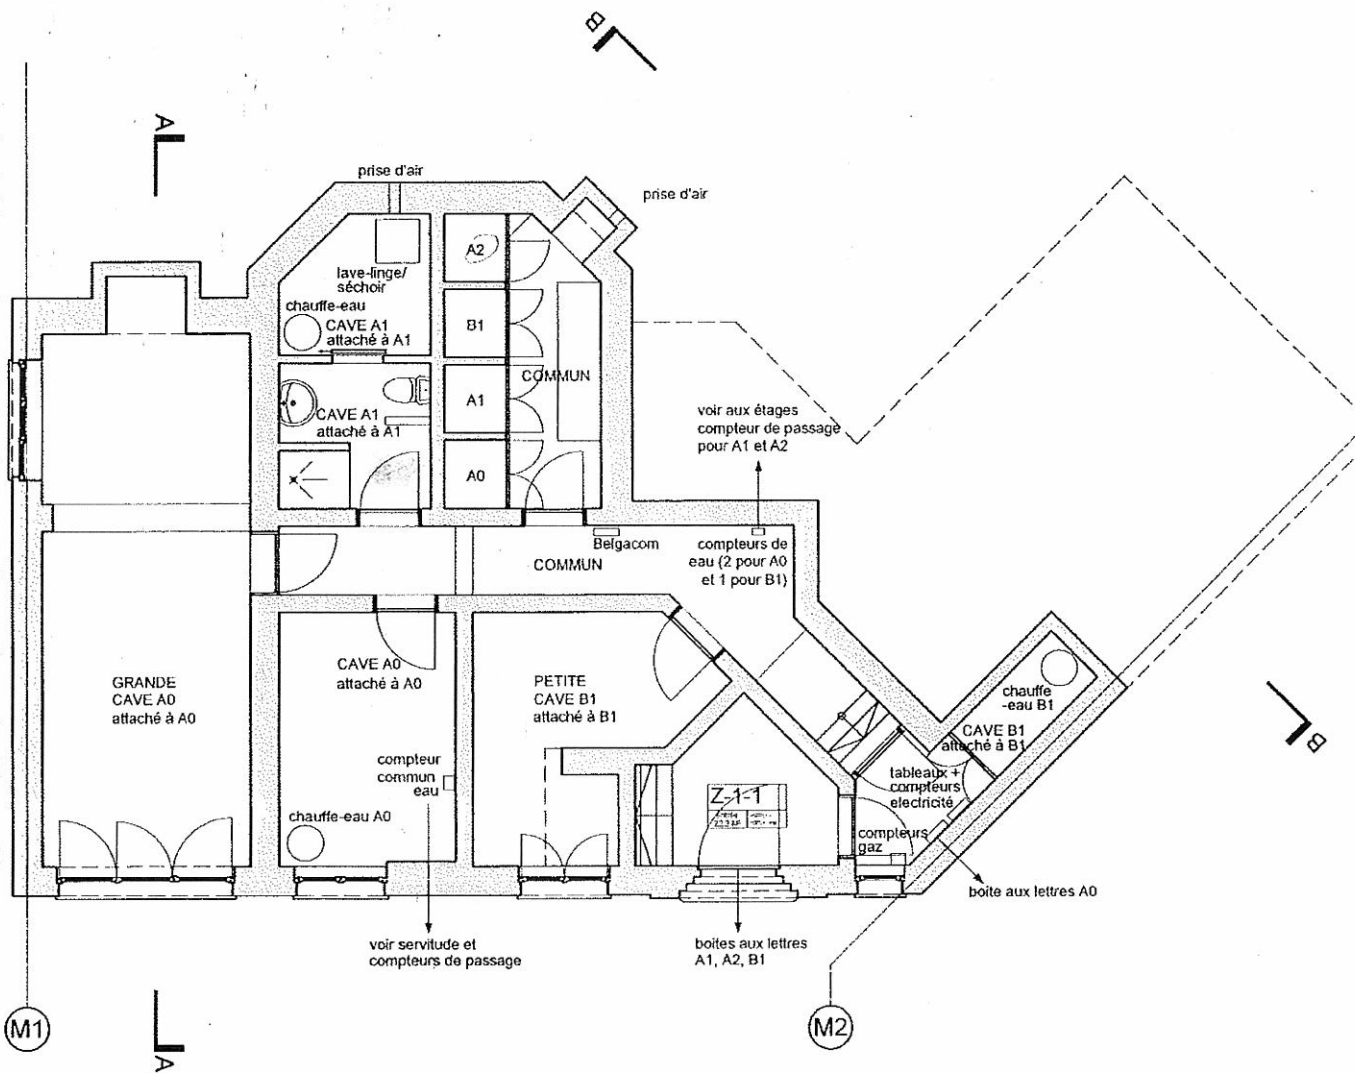 B
A
prise d'air
prise d'air
lave-linge/
séchoir
chauffe-eau
CAVE A1
attaché à A1
A2
B1
COMMUN
A1
CAVE A1
attaché à A1
A0
voir aux étages
compteur de passage
pour A1 et A2
Belgacom
COMMUN
compteurs de
eau (2 pour A0
et 1 pour B1)
GRANDE
CAVE A0
attaché à A0
CAVE A0
attaché à A0
PETITE
CAVE B1
attaché à B1
chauffe
-eau B1
CAVE B1
attaché à B1
B
compteur
commun
eau
tableaux +
compteurs
electricité
Z-1-1
chauffe-eau A0
compteurs
gaz
boite aux lettres A0
voir servitude et
compteurs de passage
boites aux lettres
A1, A2, B1
M1
M2
A